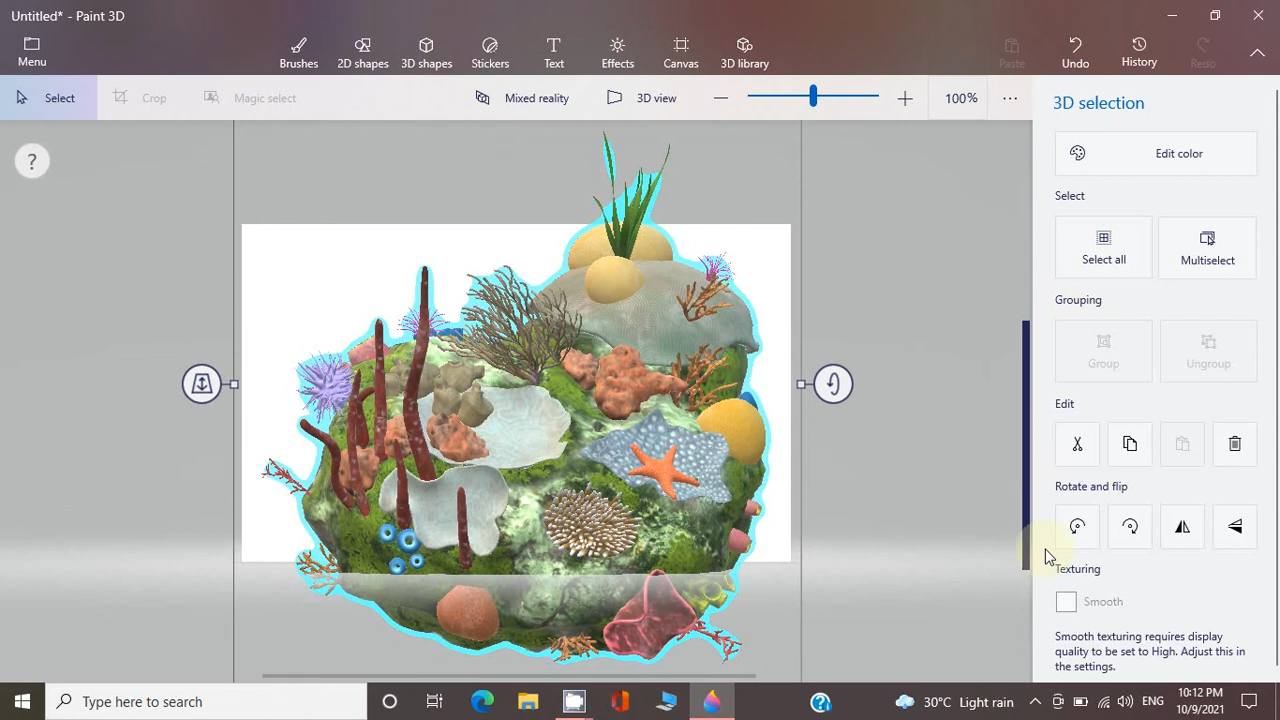 Untitled* - Paint 3D
Menu
Brushes
2D shapes
3D shapes
Stickers
Text
Effects
Canvas
3D library
Paste
Undo
History
Redo
Select
Crop
Magic select
Mixed reality
3D view
100%
?
3D selection
Edit color
Select
Select all
Multiselect
Grouping
Group
Ungroup
Edit
Rotate and flip
Texturing
Smooth
Smooth texturing requires display
quality to be set to High. Adjust this in
the settings.
Type here to search
30°C Light rain
ENG
10:12 PM
10/9/2021